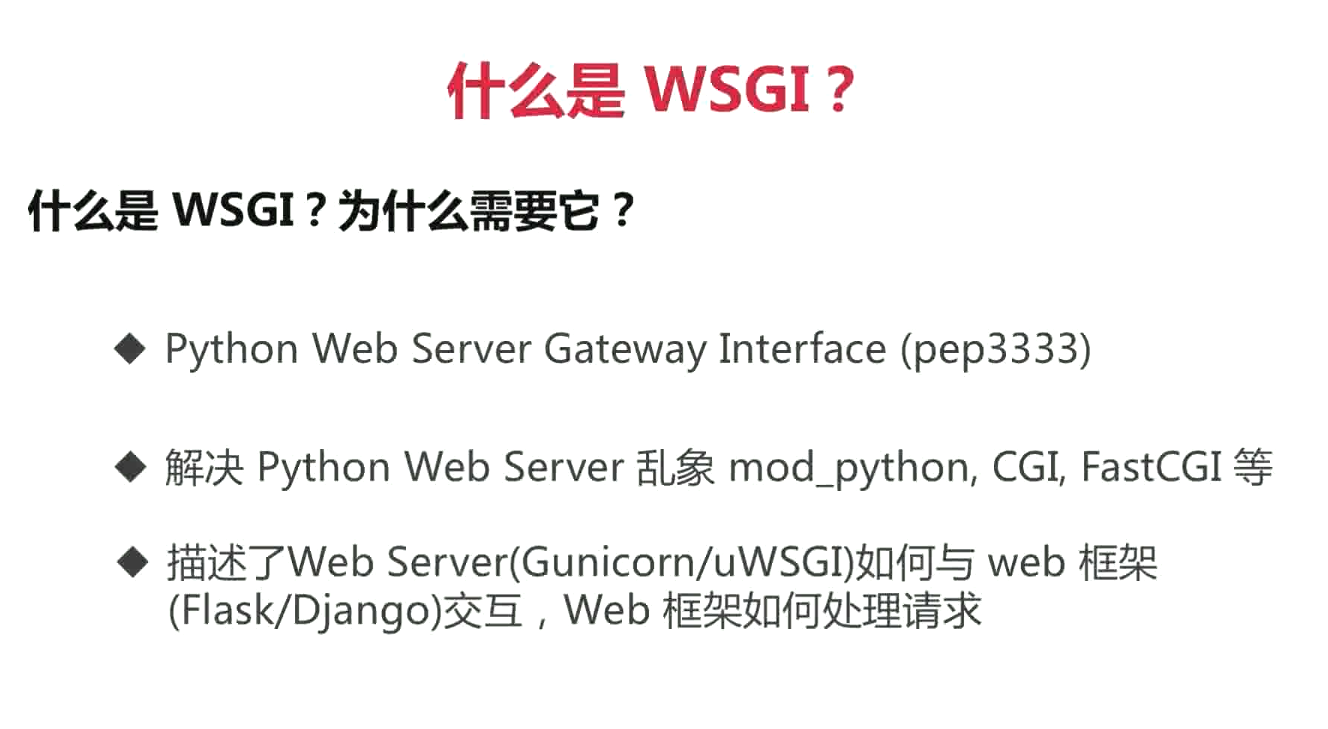 什么是 WSGI？
什么是 WSGI？为什么需要它？
◆ Python Web Server Gateway Interface (pep3333)
◆ 解决 Python Web Server 乱象 mod_python, CGI, FastCGI 等
◆ 描述了Web Server(Gunicorn/uWSGI)如何与 web 框架
(Flask/Django)交互，Web 框架如何处理请求